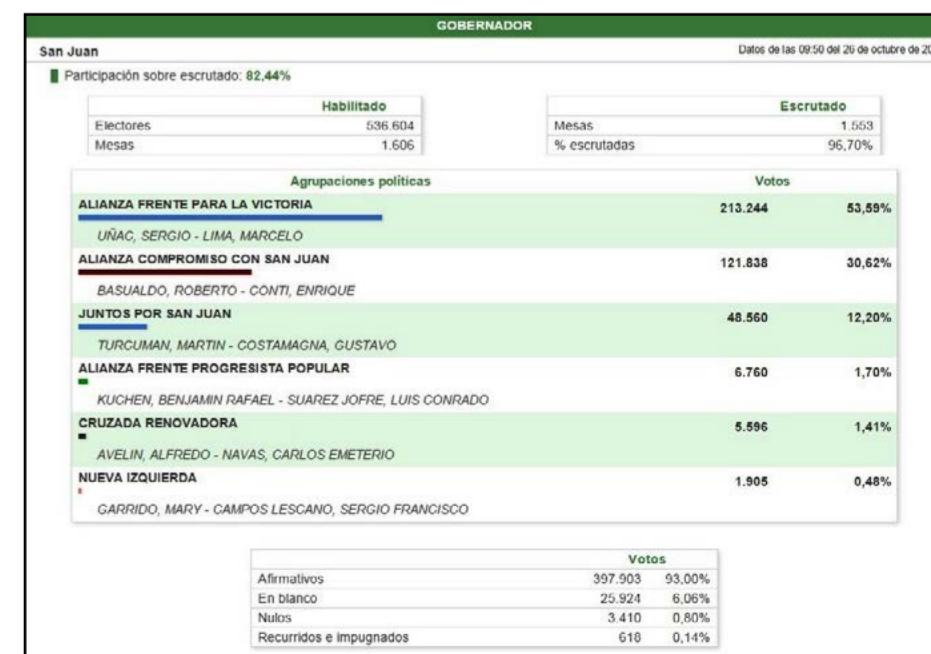 GOBERNADOR
San Juan Datos de las 09:50 del 26 de octubre de 20
Participación sobre escrutado: 82,44%
Habilitado
Electores 536.604
Mesas 1.606
Escrutado
Mesas 1.553
% escrutadas 96,70%
Agrupaciones políticas Votos
ALIANZA FRENTE PARA LA VICTORIA 213.244 53,59%
UÑAC, SERGIO - LIMA, MARCELO
ALIANZA COMPROMISO CON SAN JUAN 121.838 30,62%
BASUALDO, ROBERTO - CONTI, ENRIQUE
JUNTOS POR SAN JUAN 48.560 12,20%
TURCUMAN, MARTIN - COSTAMAGNA, GUSTAVO
ALIANZA FRENTE PROGRESISTA POPULAR 6.760 1,70%
KUCHEN, BENJAMIN RAFAEL - SUAREZ JOFRE, LUIS CONRADO
CRUZADA RENOVADORA 5.596 1,41%
AVELIN, ALFREDO - NAVAS, CARLOS EMETERIO
NUEVA IZQUIERDA 1.905 0,48%
GARRIDO, MARY - CAMPOS LESCANO, SERGIO FRANCISCO
Votos
Afirmativos 397.903 93,00%
En blanco 25.924 6,06%
Nulos 3.410 0,80%
Recurridos e impugnados 618 0,14%